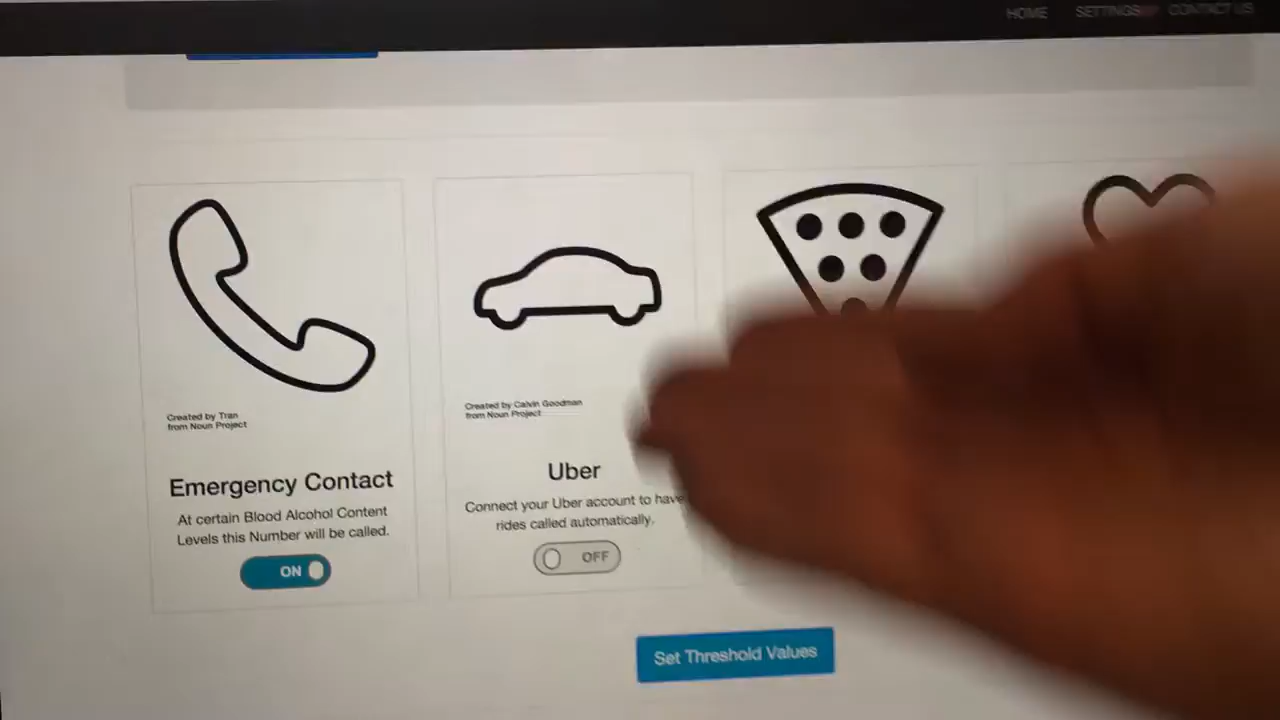 HOME SETTINGS CONTACT US
Created by Tran
from Noun Project
Emergency Contact
At certain Blood Alcohol Content
Levels this Number will be called.
ON
Created by Calvin Goodman
from Noun Project
Uber
Connect your Uber account to have
rides called automatically.
OFF
Set Threshold Values